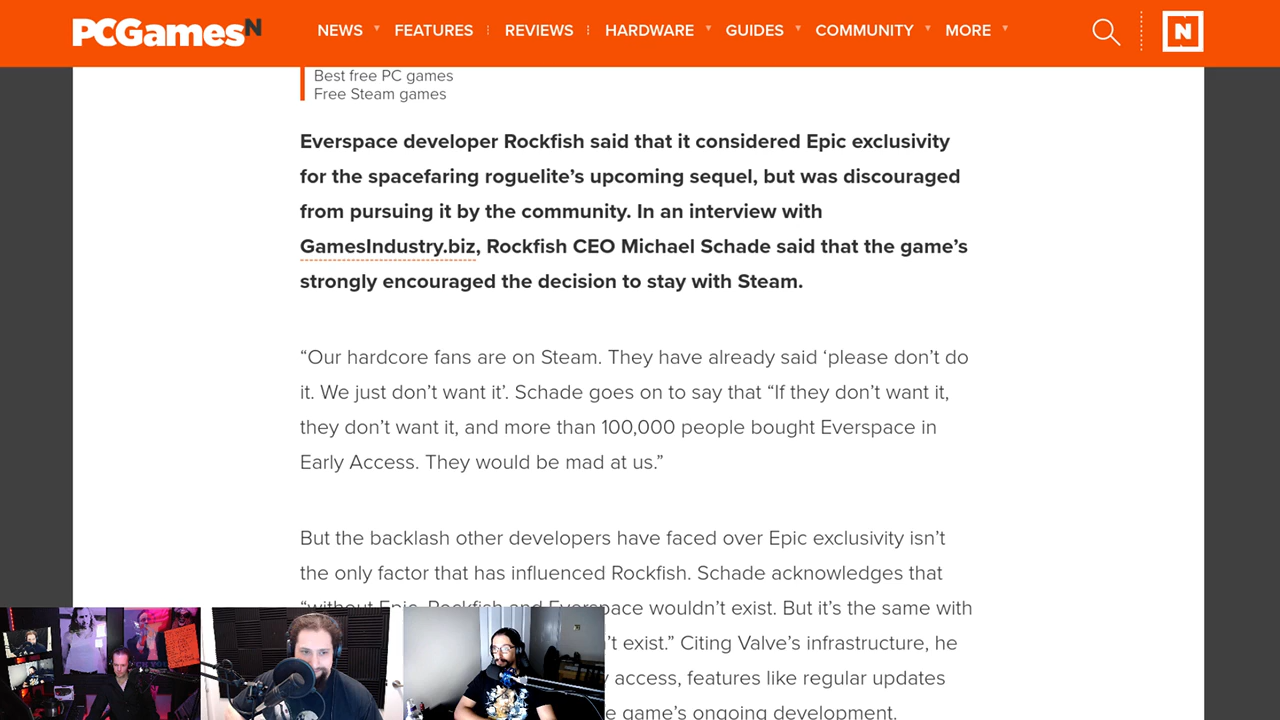 PCGamesN
NEWS FEATURES REVIEWS HARDWARE GUIDES COMMUNITY MORE
N
Best free PC games
Free Steam games
Everspace developer Rockfish said that it considered Epic exclusivity
for the spacefaring roguelite’s upcoming sequel, but was discouraged
from pursuing it by the community. In an interview with
GamesIndustry.biz, Rockfish CEO Michael Schade said that the game’s
strongly encouraged the decision to stay with Steam.
“Our hardcore fans are on Steam. They have already said ‘please don’t do
it. We just don’t want it’. Schade goes on to say that “If they don’t want it,
they don’t want it, and more than 100,000 people bought Everspace in
Early Access. They would be mad at us.”
But the backlash other developers have faced over Epic exclusivity isn’t
the only factor that has influenced Rockfish. Schade acknowledges that
“without Epic, Rockfish and Everspace wouldn’t exist. But it’s the same with
’t exist.” Citing Valve’s infrastructure, he
access, features like regular updates
game’s ongoing development.